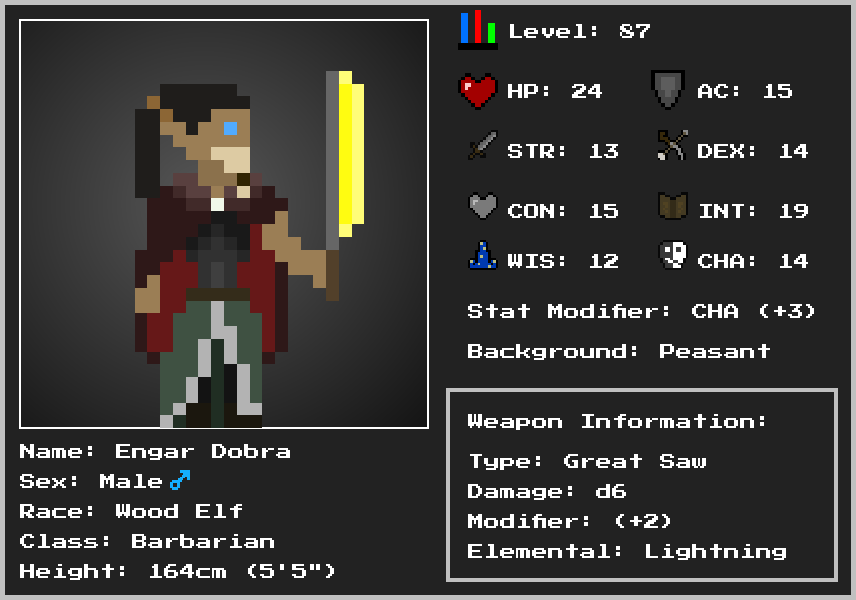 Level: 87
HP: 24 AC: 15
STR: 13 DEX: 14
CON: 15 INT: 19
WIS: 12 CHA: 14
Stat Modifier: CHA (+3)
Background: Peasant
Weapon Information:
Type: Great Saw
Damage: d6
Modifier: (+2)
Elemental: Lightning
Name: Engar Dobra
Sex: Male ♂
Race: Wood Elf
Class: Barbarian
Height: 164cm (5'5")